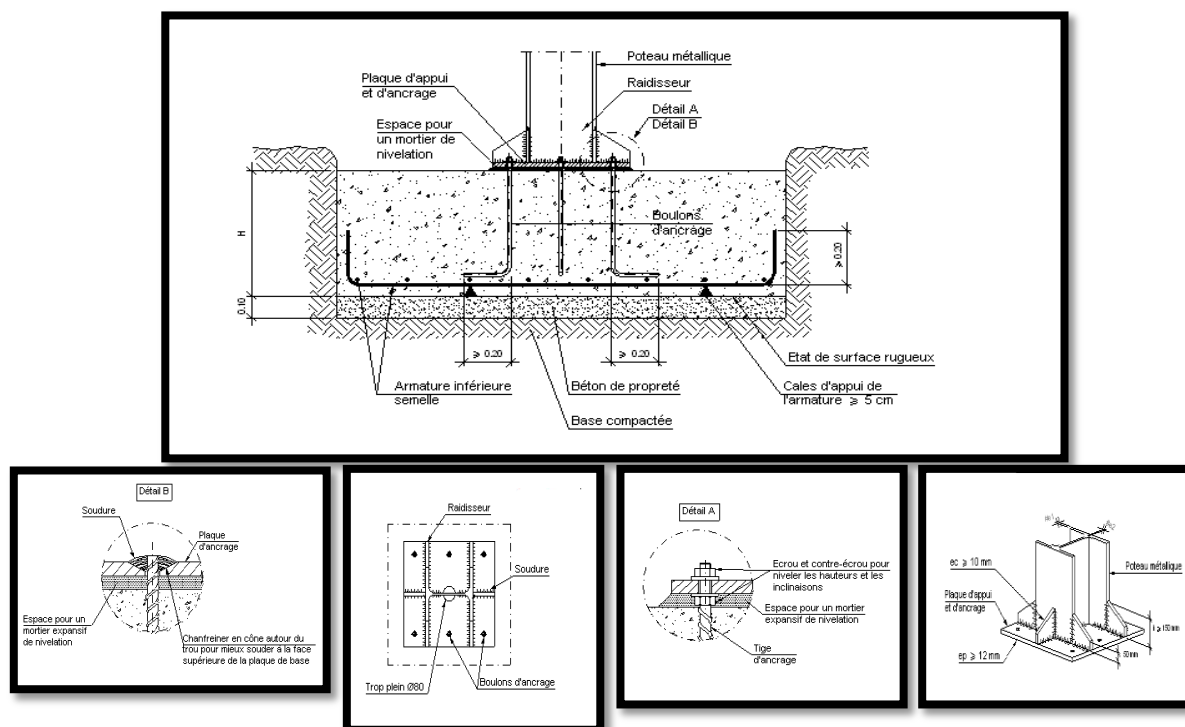 Poteau métallique
Plaque d'appui
et d'ancrage
Raidisseur
Détail A
Détail B
Espace pour
un mortier de
nivelation
Boulons
d'ancrage
H
≥ 0.20
0.10
≥ 0.20
≥ 0.20
Etat de surface rugueux
Armature inférieure
semelle
Béton de propreté
Cales d'appui de
l'armature ≥ 5 cm
Base compactée
Détail B
Soudure
Plaque
d'ancrage
Espace pour un
mortier expansif
de nivelation
Chanfreiner en cône autour du
trou pour mieux souder à la face
supérieure de la plaque de base
Raidisseur
Soudure
Trop plein Ø80
Boulons d'ancrage
Détail A
Ecrou et contre-écrou pour
niveler les hauteurs et les
inclinaisons
Espace pour un mortier
expansif de nivelation
Tige
d'ancrage
ec ≥ 10 mm
Poteau métallique
Plaque d'appui
et d'ancrage
≥ 150 mm
50 mm
ep ≥ 12 mm